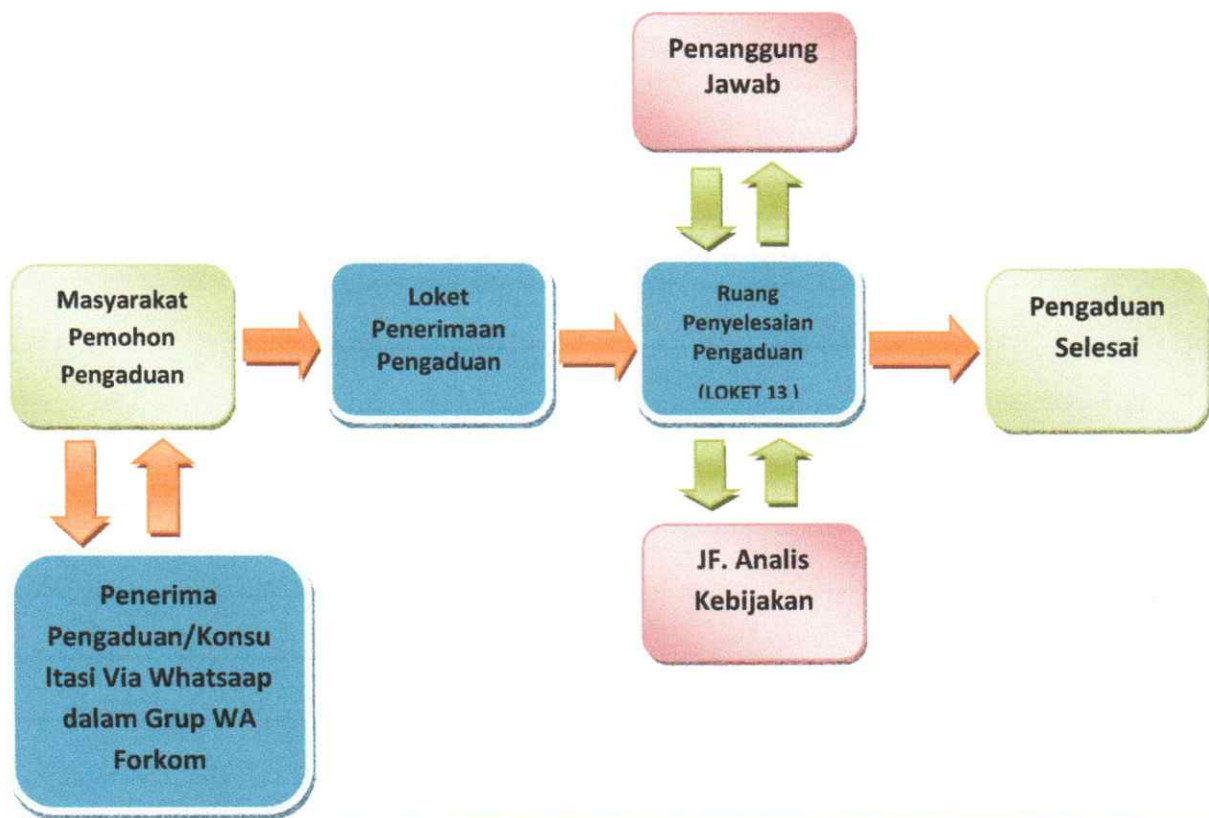 Penanggung
Jawab
Masyarakat
Pemohon
Pengaduan
Loket
Penerimaan
Pengaduan
Ruang
Penyelesaian
Pengaduan
(LOKET 13 )
Pengaduan
Selesai
JF. Analis
Kebijakan
Penerima
Pengaduan/Konsu
ltasi Via Whatsaap
dalam Grup WA
Forkom